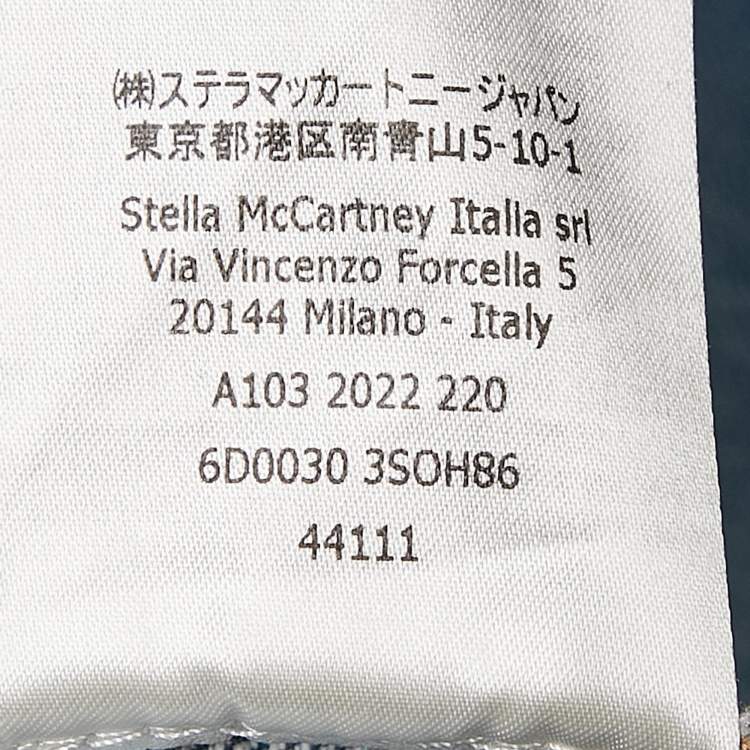 (株)ステラマッカートニージャパン
東京都港区南青山5-10-1
Stella McCartney Italia srl
Via Vincenzo Forcella 5
20144 Milano - Italy
A103 2022 220
6D0030 3SOH86
44111